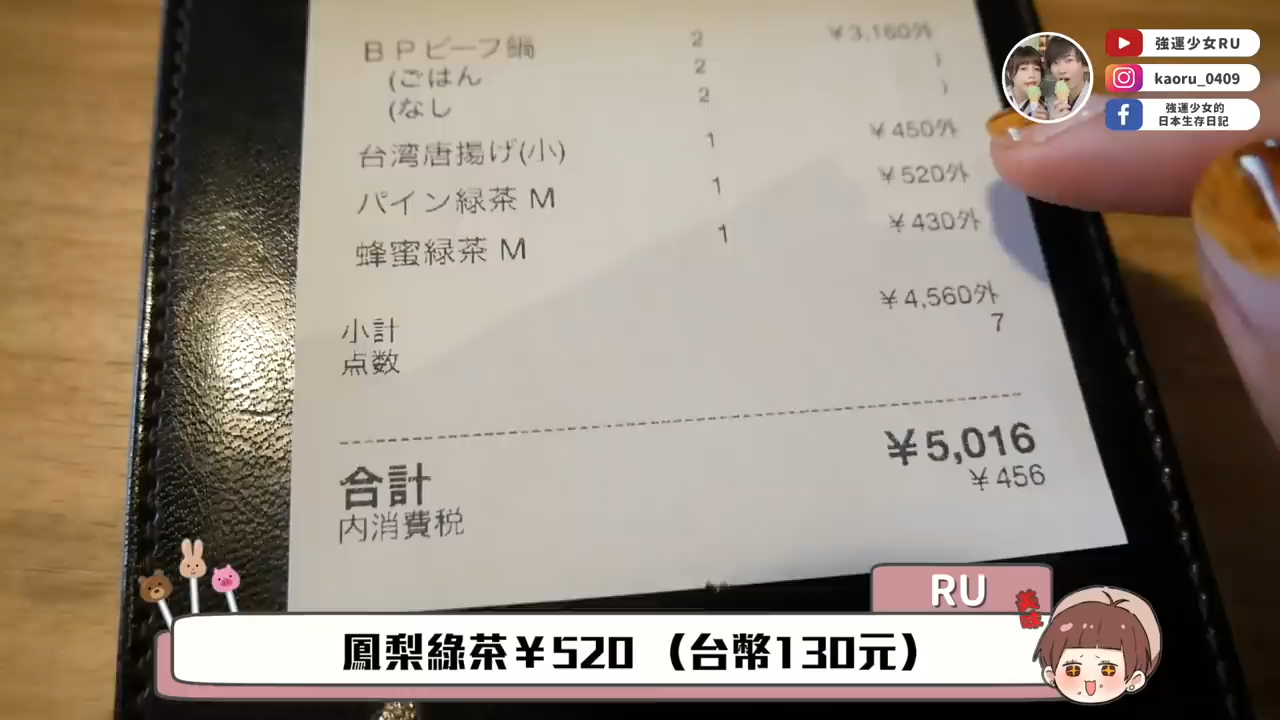 BPビーフ鍋 2 ¥3,160外
(ごはん 2 )
(なし 2 )
台湾唐揚げ(小) 1 ¥450外
パイン緑茶 M 1 ¥520外
蜂蜜緑茶 M 1 ¥430外
小計 ¥4,560外
点数 7
合計 ¥5,016
内消費税 ¥456
強運少女RU
kaoru_0409
強運少女的
日本生存日記
RU
美味
鳳梨綠茶¥520（台幣130元）